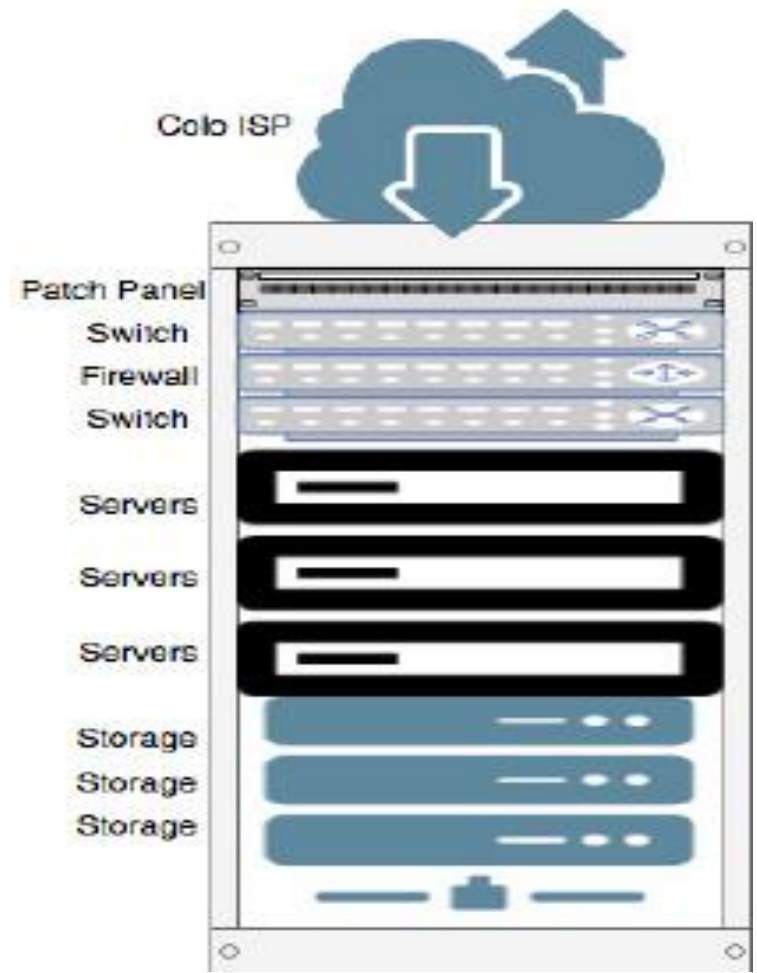 Colo ISP
Patch Panel
Switch
Firewall
Switch
Servers
Servers
Servers
Storage
Storage
Storage